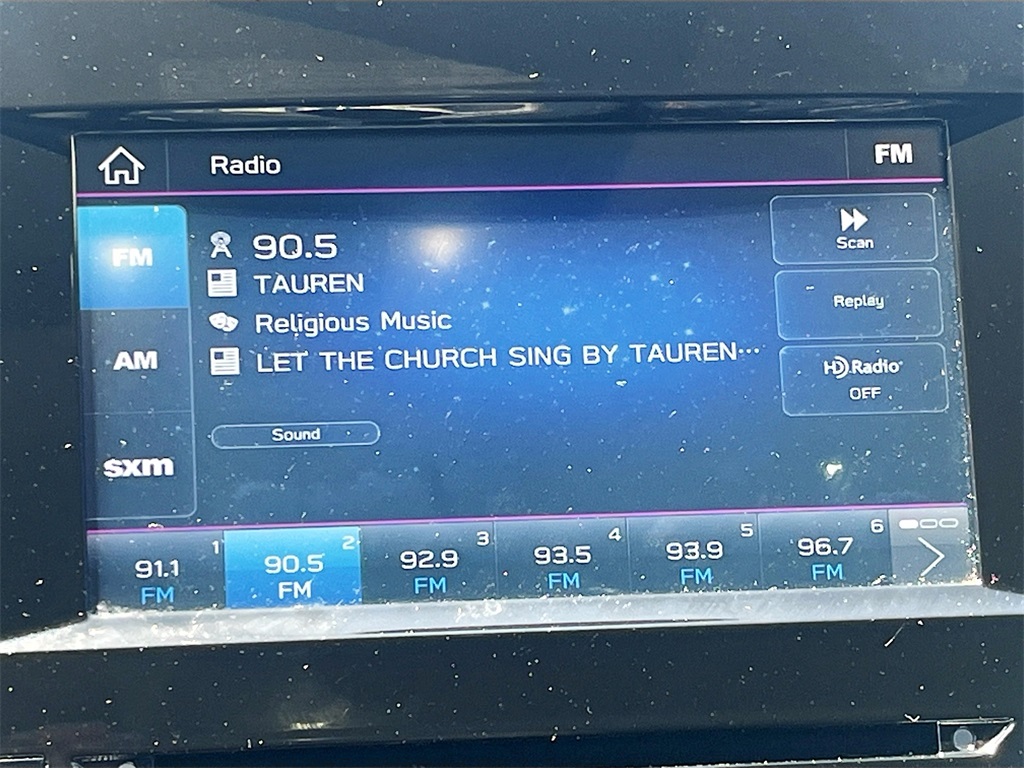 Radio
FM
FM
90.5
TAUREN
Religious Music
LET THE CHURCH SING BY TAUREN...
AM
sxm
Sound
Scan
Replay
HD Radio
OFF
1
91.1
FM
2
90.5
FM
3
92.9
FM
4
93.5
FM
5
93.9
FM
6
96.7
FM